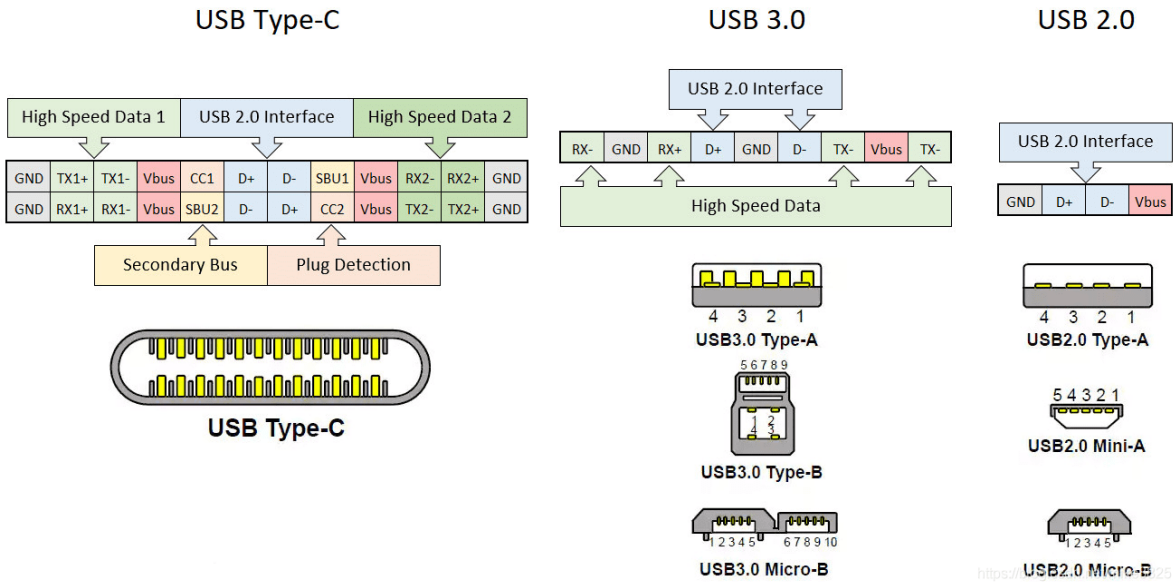 USB Type-C
USB 3.0
USB 2.0
High Speed Data 1
USB 2.0 Interface
High Speed Data 2
GND TX1+ TX1- Vbus CC1 D+ D- SBU1 Vbus RX2- RX2+ GND
GND RX1+ RX1- Vbus SBU2 D- D+ CC2 Vbus TX2- TX2+ GND
Secondary Bus
Plug Detection
USB Type-C
USB 2.0 Interface
RX- GND RX+ D+ GND D- TX- Vbus TX-
High Speed Data
4 3 2 1
USB3.0 Type-A
5 6 7 8 9
1 2
4 3
USB3.0 Type-B
1 2 3 4 5 6 7 8 9 10
USB3.0 Micro-B
USB 2.0 Interface
GND D+ D- Vbus
4 3 2 1
USB2.0 Type-A
5 4 3 2 1
USB2.0 Mini-A
1 2 3 4 5
USB2.0 Micro-B